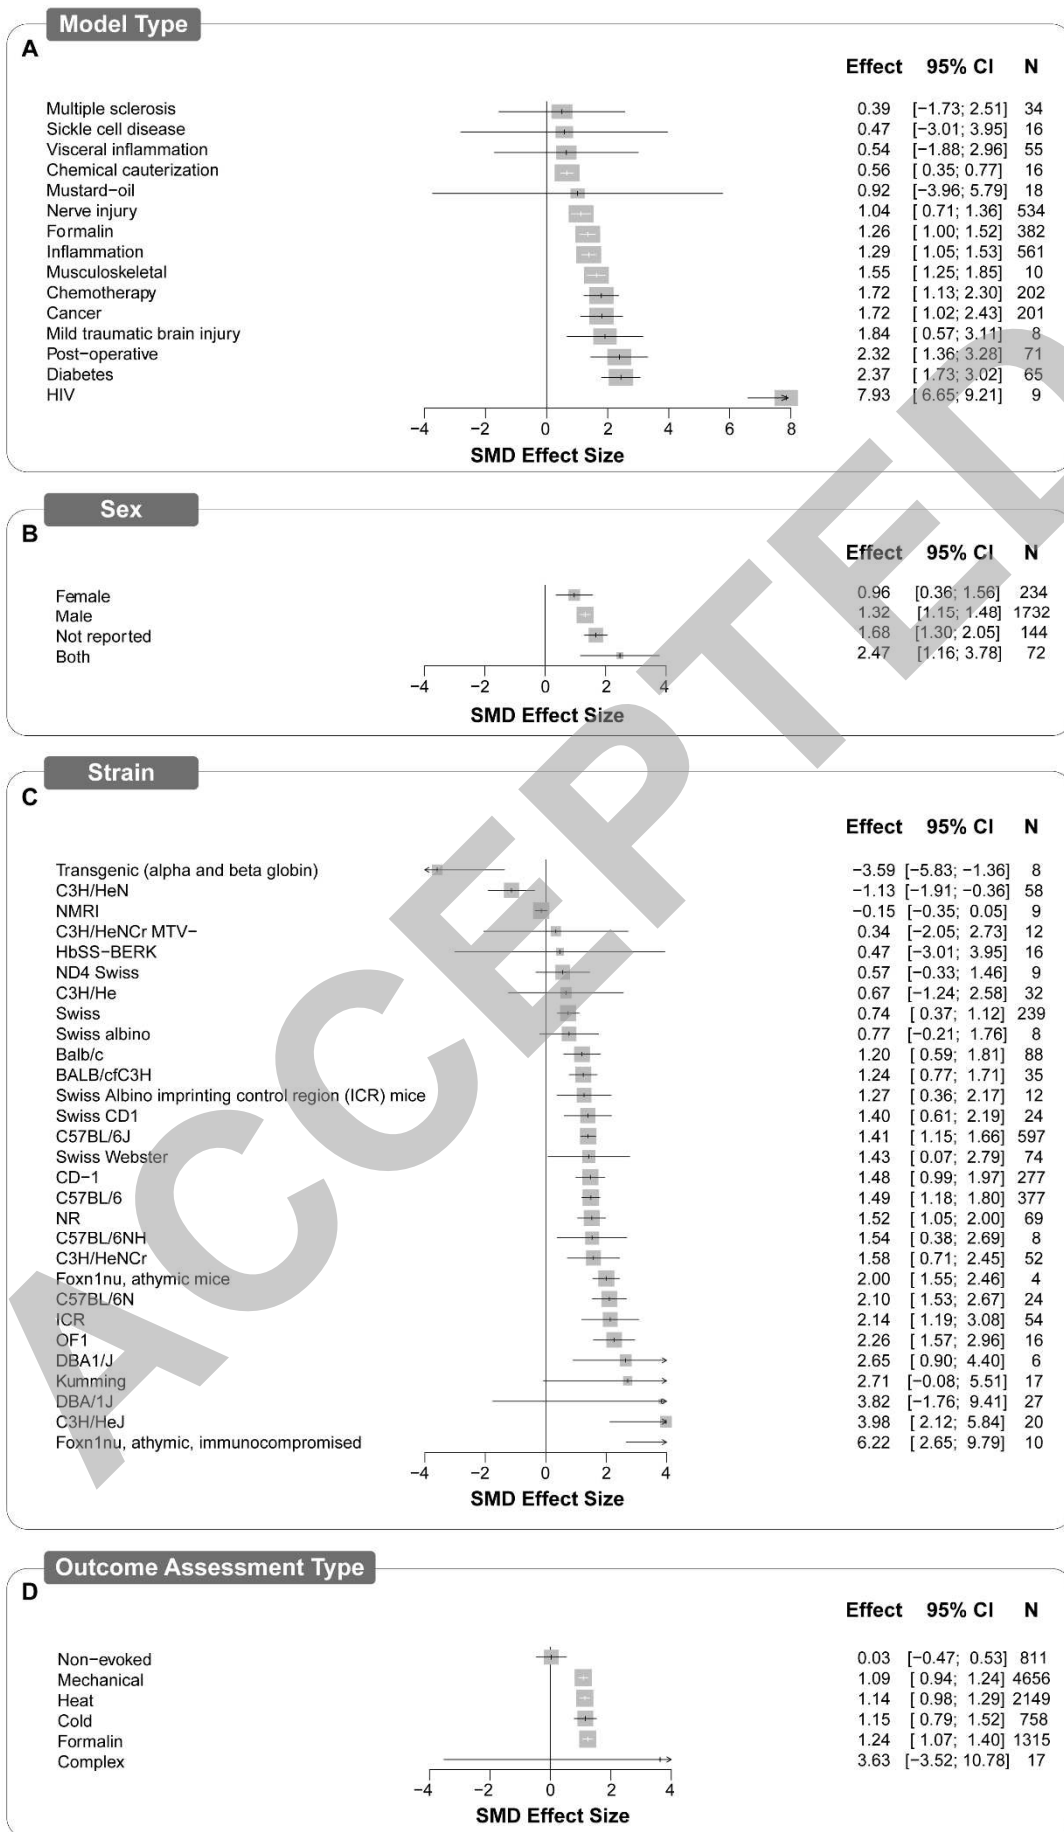 Model Type
A
Effect 95% CI N
Multiple sclerosis 0.39 [−1.73; 2.51] 34
Sickle cell disease 0.47 [−3.01; 3.95] 16
Visceral inflammation 0.54 [−1.88; 2.96] 55
Chemical cauterization 0.56 [ 0.35; 0.77] 16
Mustard−oil 0.92 [−3.96; 5.79] 18
Nerve injury 1.04 [ 0.71; 1.36] 534
Formalin 1.26 [ 1.00; 1.52] 382
Inflammation 1.29 [ 1.05; 1.53] 561
Musculoskeletal 1.55 [ 1.25; 1.85] 10
Chemotherapy 1.72 [ 1.13; 2.30] 202
Cancer 1.72 [ 1.02; 2.43] 201
Mild traumatic brain injury 1.84 [ 0.57; 3.11] 8
Post−operative 2.32 [ 1.36; 3.28] 71
Diabetes 2.37 [ 1.73; 3.02] 65
HIV 7.93 [ 6.65; 9.21] 9
−4 −2 0 2 4 6 8
SMD Effect Size
Sex
B
Effect 95% CI N
Female 0.96 [0.36; 1.56] 234
Male 1.32 [1.15; 1.48] 1732
Not reported 1.68 [1.30; 2.05] 144
Both 2.47 [1.16; 3.78] 72
−4 −2 0 2 4
SMD Effect Size
Strain
C
Effect 95% CI N
Transgenic (alpha and beta globin) −3.59 [−5.83; −1.36] 8
C3H/HeN −1.13 [−1.91; −0.36] 58
NMRI −0.15 [−0.35; 0.05] 9
C3H/HeNCr MTV− 0.34 [−2.05; 2.73] 12
HbSS−BERK 0.47 [−3.01; 3.95] 16
ND4 Swiss 0.57 [−0.33; 1.46] 9
C3H/He 0.67 [−1.24; 2.58] 32
Swiss 0.74 [ 0.37; 1.12] 239
Swiss albino 0.77 [−0.21; 1.76] 8
Balb/c 1.20 [ 0.59; 1.81] 88
BALB/cfC3H 1.24 [ 0.77; 1.71] 35
Swiss Albino imprinting control region (ICR) mice 1.27 [ 0.36; 2.17] 12
Swiss CD1 1.40 [ 0.61; 2.19] 24
C57BL/6J 1.41 [ 1.15; 1.66] 597
Swiss Webster 1.43 [ 0.07; 2.79] 74
CD−1 1.48 [ 0.99; 1.97] 277
C57BL/6 1.49 [ 1.18; 1.80] 377
NR 1.52 [ 1.05; 2.00] 69
C57BL/6NH 1.54 [ 0.38; 2.69] 8
C3H/HeNCr 1.58 [ 0.71; 2.45] 52
Foxn1nu, athymic mice 2.00 [ 1.55; 2.46] 4
C57BL/6N 2.10 [ 1.53; 2.67] 24
ICR 2.14 [ 1.19; 3.08] 54
OF1 2.26 [ 1.57; 2.96] 16
DBA1/J 2.65 [ 0.90; 4.40] 6
Kumming 2.71 [−0.08; 5.51] 17
DBA/1J 3.82 [−1.76; 9.41] 27
C3H/HeJ 3.98 [ 2.12; 5.84] 20
Foxn1nu, athymic, immunocompromised 6.22 [ 2.65; 9.79] 10
−4 −2 0 2 4
SMD Effect Size
Outcome Assessment Type
D
Effect 95% CI N
Non−evoked 0.03 [−0.47; 0.53] 811
Mechanical 1.09 [ 0.94; 1.24] 4656
Heat 1.14 [ 0.98; 1.29] 2149
Cold 1.15 [ 0.79; 1.52] 758
Formalin 1.24 [ 1.07; 1.40] 1315
Complex 3.63 [−3.52; 10.78] 17
−4 −2 0 2 4
SMD Effect Size
ACCEPTED